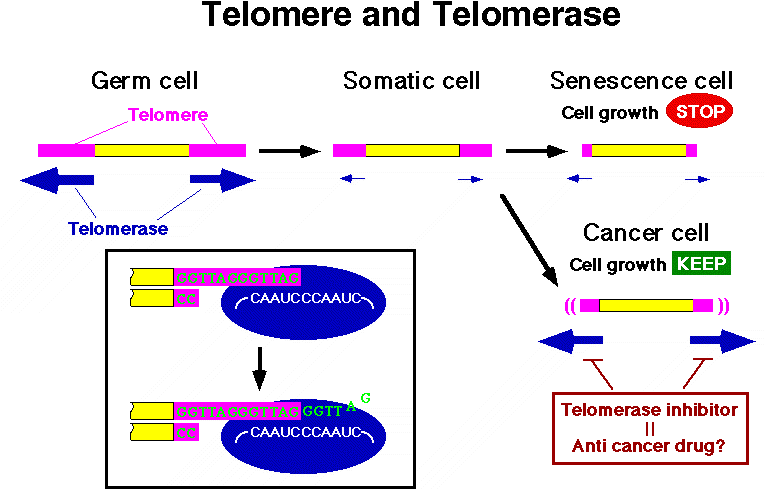 Telomere and Telomerase
Germ cell
Somatic cell
Senescence cell
Cell growth STOP
Telomere
Telomerase
Cancer cell
Cell growth KEEP
(( ))
GGTTAGGGTTAG
CC
CAAUCCCAAUC
GGTTAGGGTTAG GGTTAG
CC
CAAUCCCAAUC
Telomerase inhibitor
=
Anti cancer drug?